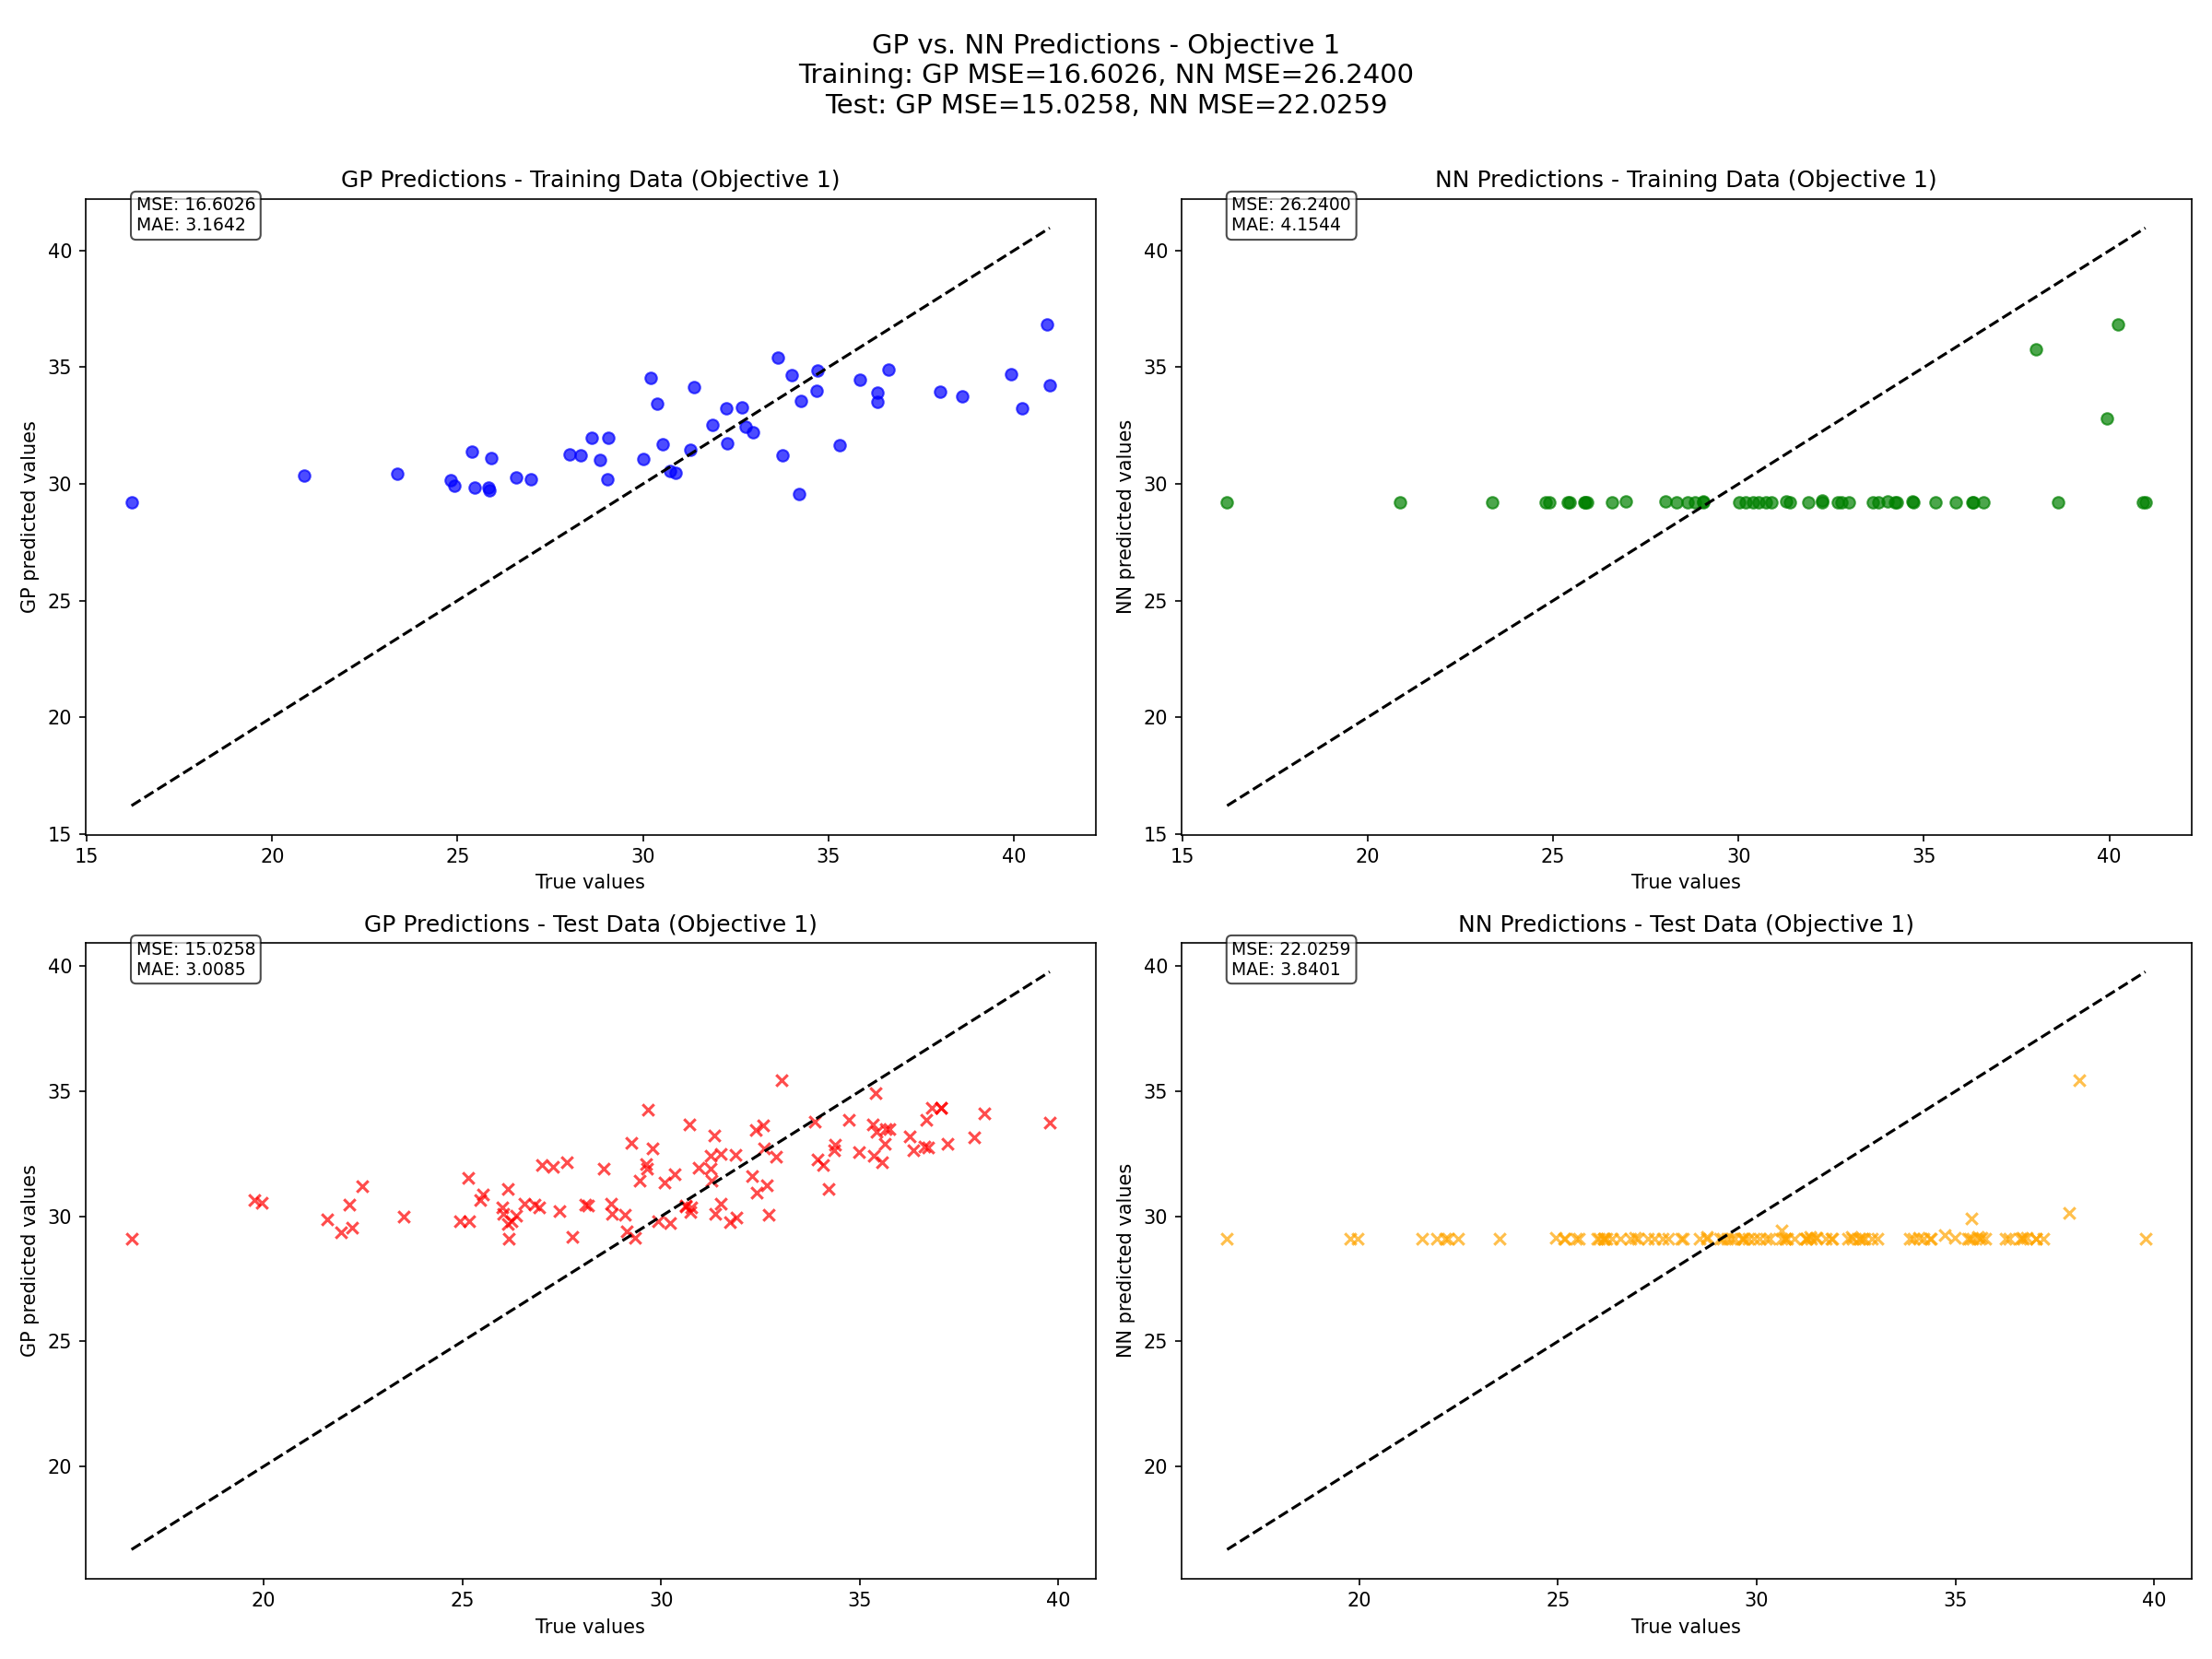 GP vs. NN Predictions - Objective 1
Training: GP MSE=16.6026, NN MSE=26.2400
Test: GP MSE=15.0258, NN MSE=22.0259
GP Predictions - Training Data (Objective 1)
MSE: 16.6026
MAE: 3.1642
GP predicted values
40
35
30
25
20
15
15 20 25 30 35 40
True values
NN Predictions - Training Data (Objective 1)
MSE: 26.2400
MAE: 4.1544
NN predicted values
40
35
30
25
20
15
15 20 25 30 35 40
True values
GP Predictions - Test Data (Objective 1)
MSE: 15.0258
MAE: 3.0085
GP predicted values
40
35
30
25
20
20 25 30 35 40
True values
NN Predictions - Test Data (Objective 1)
MSE: 22.0259
MAE: 3.8401
NN predicted values
40
35
30
25
20
20 25 30 35 40
True values